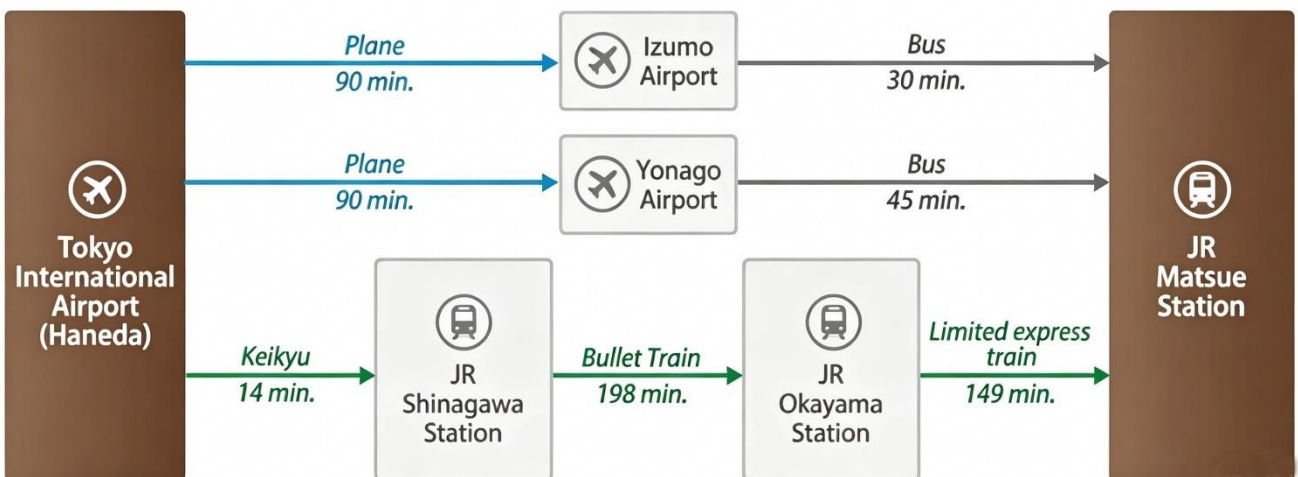 Tokyo
International
Airport
(Haneda)
Plane
90 min.
Izumo
Airport
Bus
30 min.
Plane
90 min.
Yonago
Airport
Bus
45 min.
Keikyu
14 min.
JR
Shinagawa
Station
Bullet Train
198 min.
JR
Okayama
Station
Limited express
train
149 min.
JR
Matsue
Station